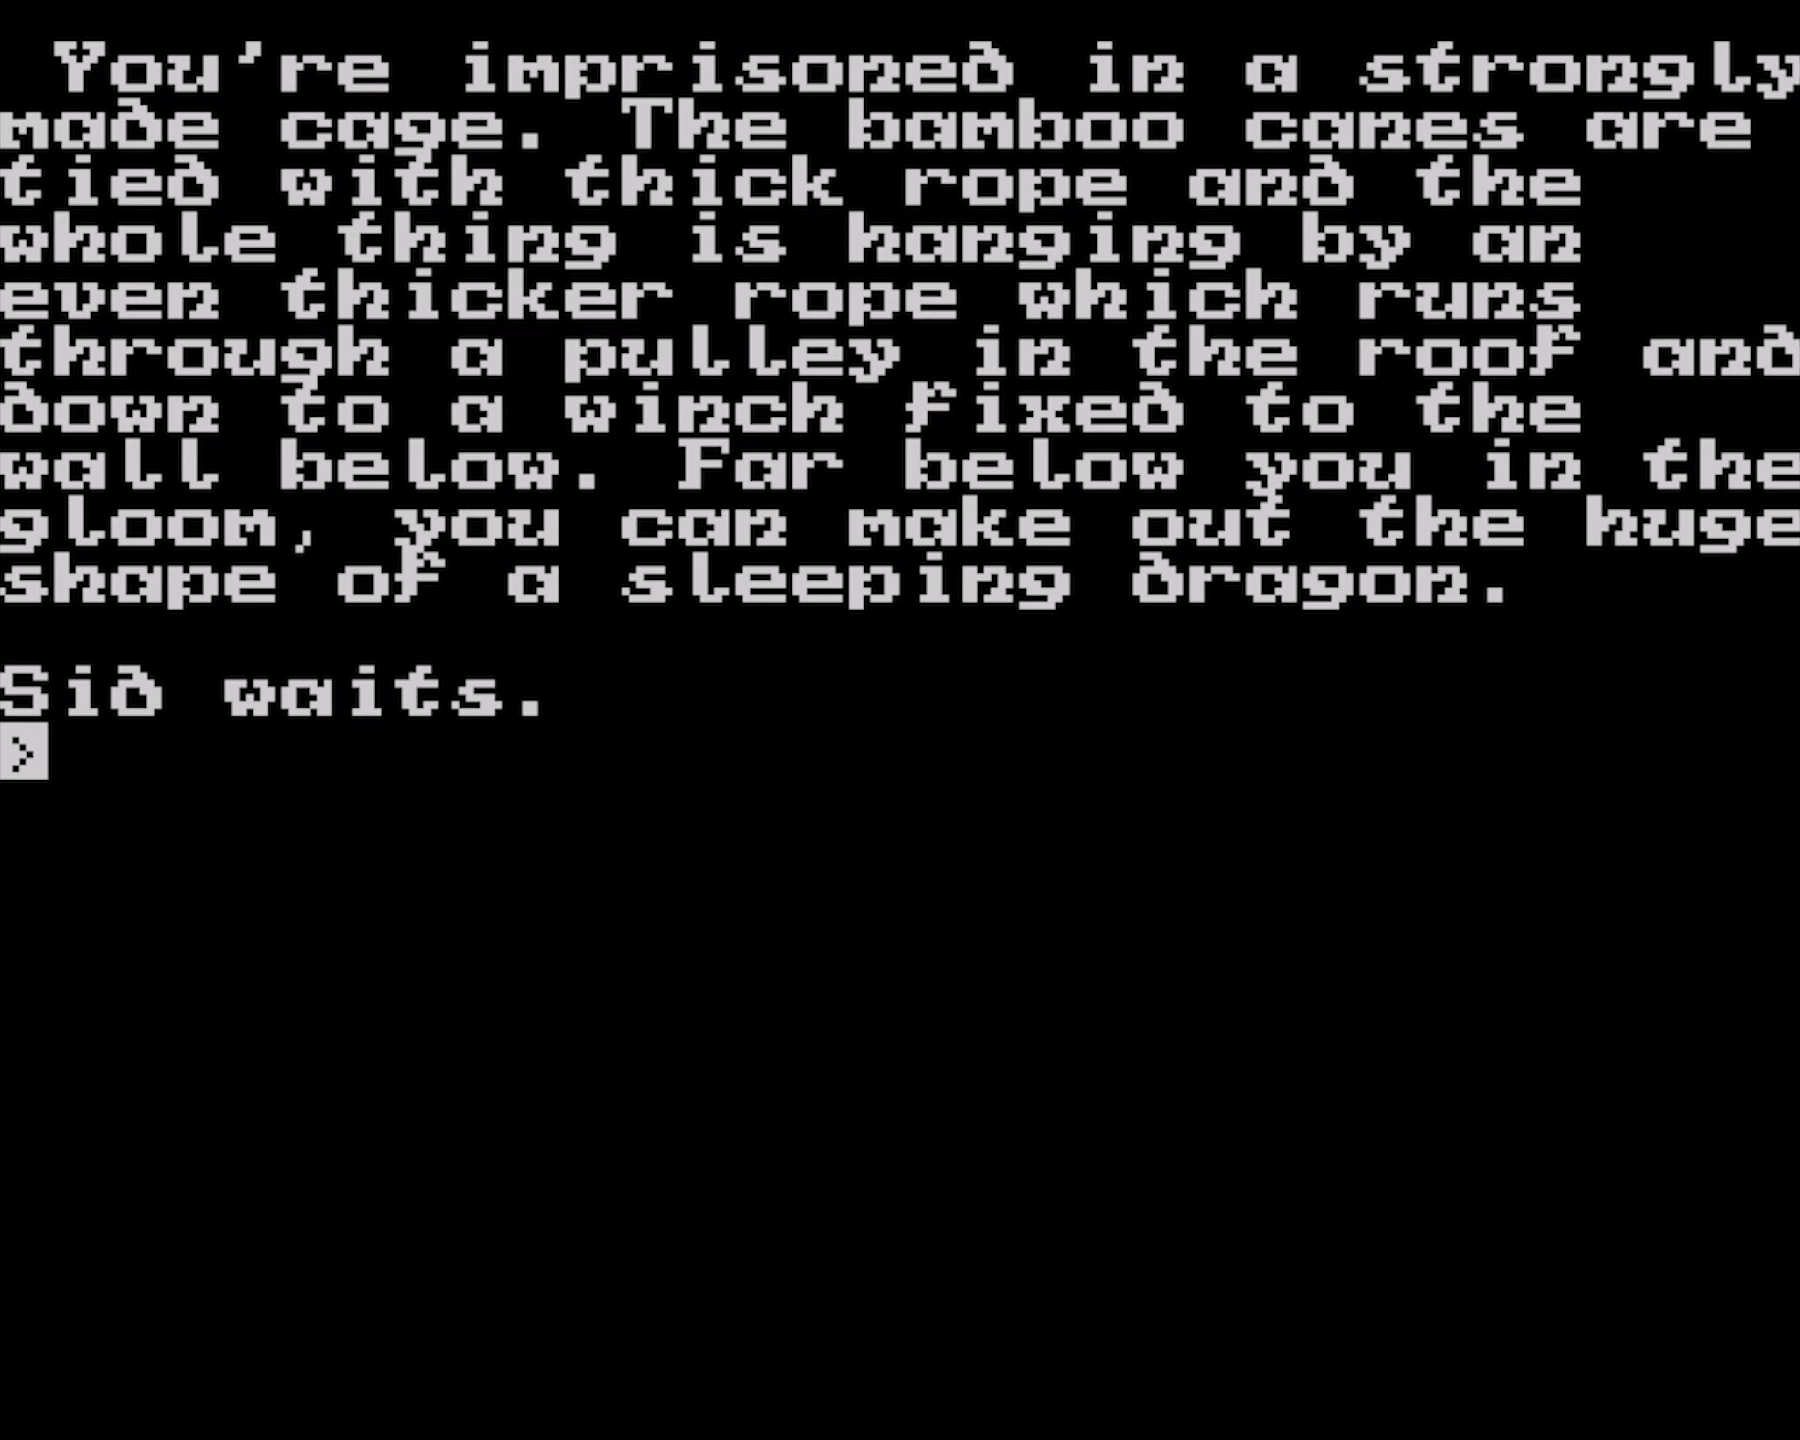 You're imprisoned in a strongly
made cage. The bamboo canes are
tied with thick rope and the
whole thing is hanging by an
even thicker rope which runs
through a pulley in the roof and
down to a winch fixed to the
wall below. Far below you in the
gloom, you can make out the huge
shape of a sleeping dragon.
Sid waits.
>